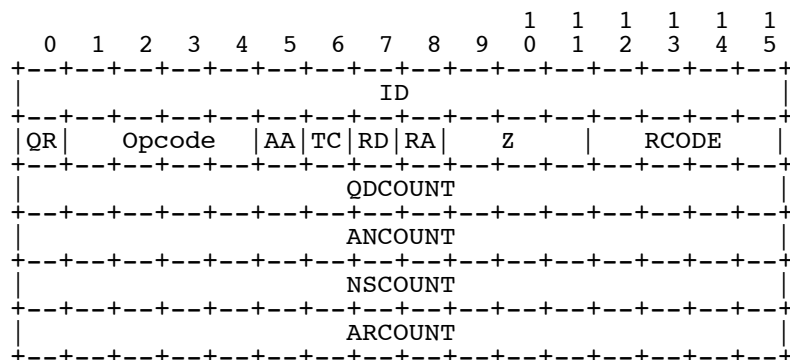 1  1  1  1  1  1
  0  1  2  3  4  5  6  7  8  9  0  1  2  3  4  5
+--+--+--+--+--+--+--+--+--+--+--+--+--+--+--+--+
|                      ID                       |
+--+--+--+--+--+--+--+--+--+--+--+--+--+--+--+--+
|QR|   Opcode  |AA|TC|RD|RA|   Z    |   RCODE   |
+--+--+--+--+--+--+--+--+--+--+--+--+--+--+--+--+
|                    QDCOUNT                    |
+--+--+--+--+--+--+--+--+--+--+--+--+--+--+--+--+
|                    ANCOUNT                    |
+--+--+--+--+--+--+--+--+--+--+--+--+--+--+--+--+
|                    NSCOUNT                    |
+--+--+--+--+--+--+--+--+--+--+--+--+--+--+--+--+
|                    ARCOUNT                    |
+--+--+--+--+--+--+--+--+--+--+--+--+--+--+--+--+